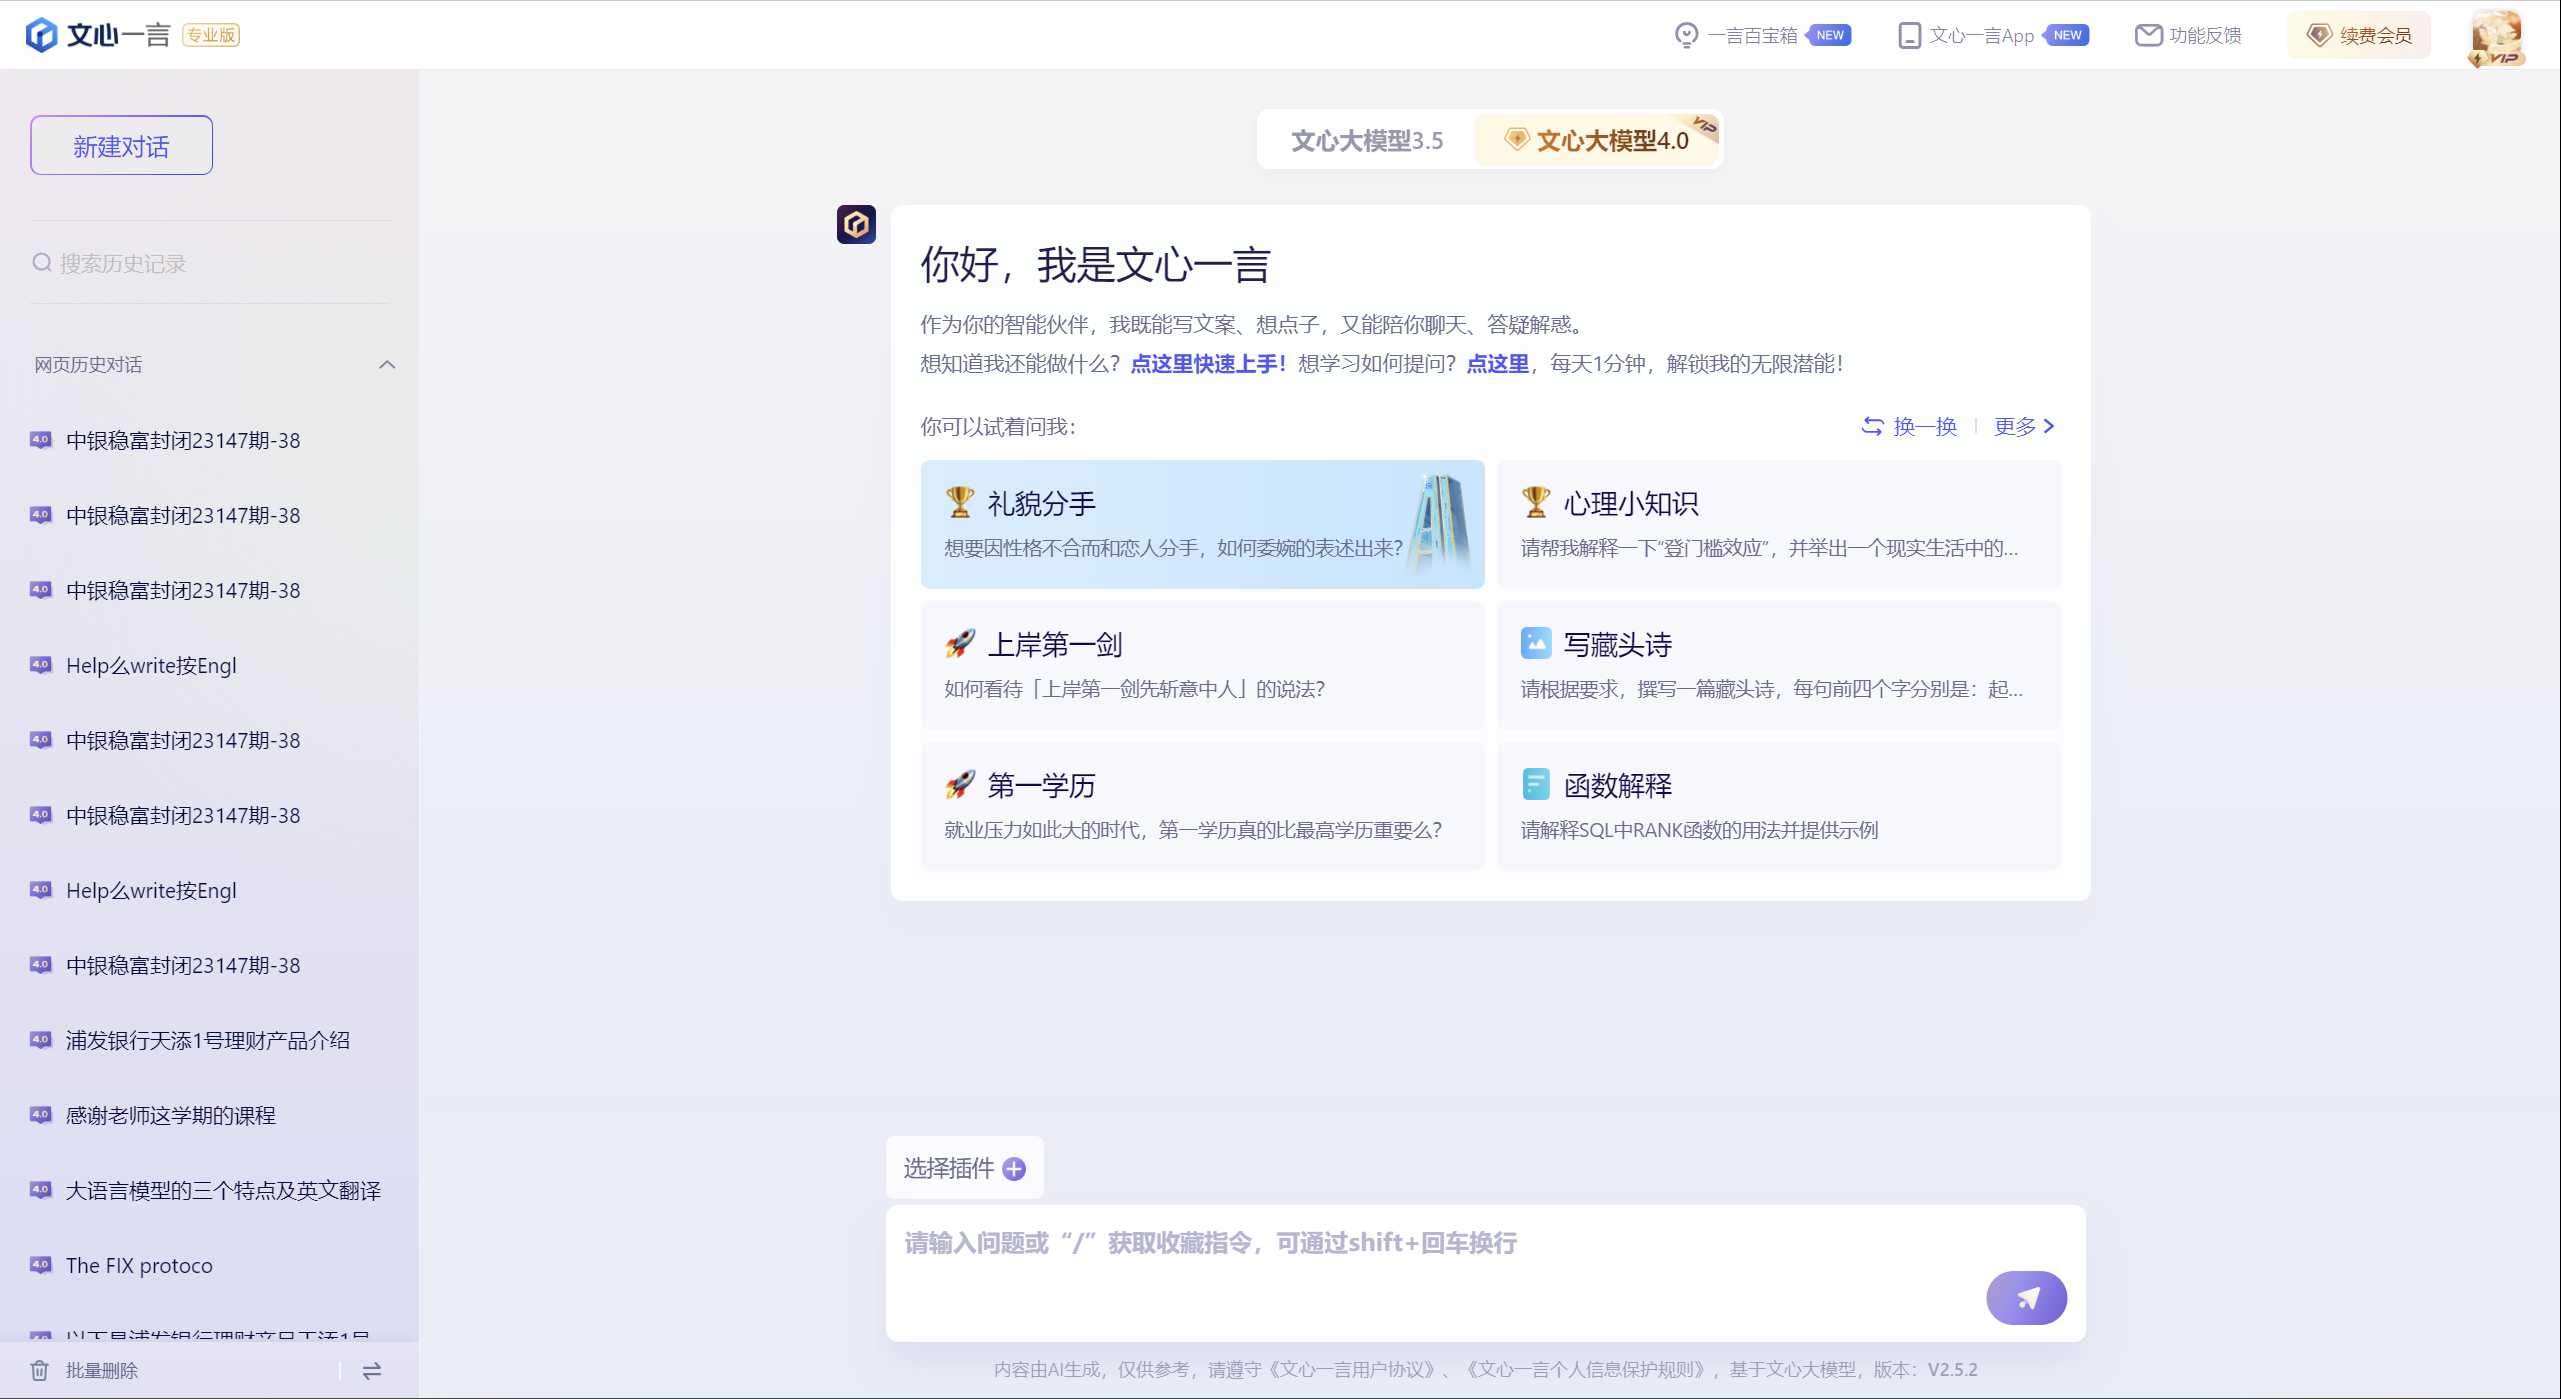 文心一言 专业版
一言百宝箱 NEW
文心一言App NEW
功能反馈
续费会员
VIP
新建对话
搜索历史记录
网页历史对话
4.0 中银稳富封闭23147期-38
4.0 中银稳富封闭23147期-38
4.0 中银稳富封闭23147期-38
4.0 Help么write按Engl
4.0 中银稳富封闭23147期-38
4.0 中银稳富封闭23147期-38
4.0 Help么write按Engl
4.0 中银稳富封闭23147期-38
4.0 浦发银行天添1号理财产品介绍
4.0 感谢老师这学期的课程
4.0 大语言模型的三个特点及英文翻译
4.0 The FIX protoco
4.0 以下是浦发银行理财产品天添1号
批量删除
文心大模型3.5
文心大模型4.0 VIP
你好，我是文心一言
作为你的智能伙伴，我既能写文案、想点子，又能陪你聊天、答疑解惑。
想知道我还能做什么？点这里快速上手！想学习如何提问？点这里，每天1分钟，解锁我的无限潜能！
你可以试着问我：
换一换
更多
礼貌分手
想要因性格不合而和恋人分手，如何委婉的表述出来？
心理小知识
请帮我解释一下“登门槛效应”，并举出一个现实生活中的...
上岸第一剑
如何看待「上岸第一剑先斩意中人」的说法？
写藏头诗
请根据要求，撰写一篇藏头诗，每句前四个字分别是：起...
第一学历
就业压力如此大的时代，第一学历真的比最高学历重要么？
函数解释
请解释SQL中RANK函数的用法并提供示例
选择插件
请输入问题或“/”获取收藏指令，可通过shift+回车换行
内容由AI生成，仅供参考，请遵守《文心一言用户协议》、《文心一言个人信息保护规则》，基于文心大模型，版本：V2.5.2